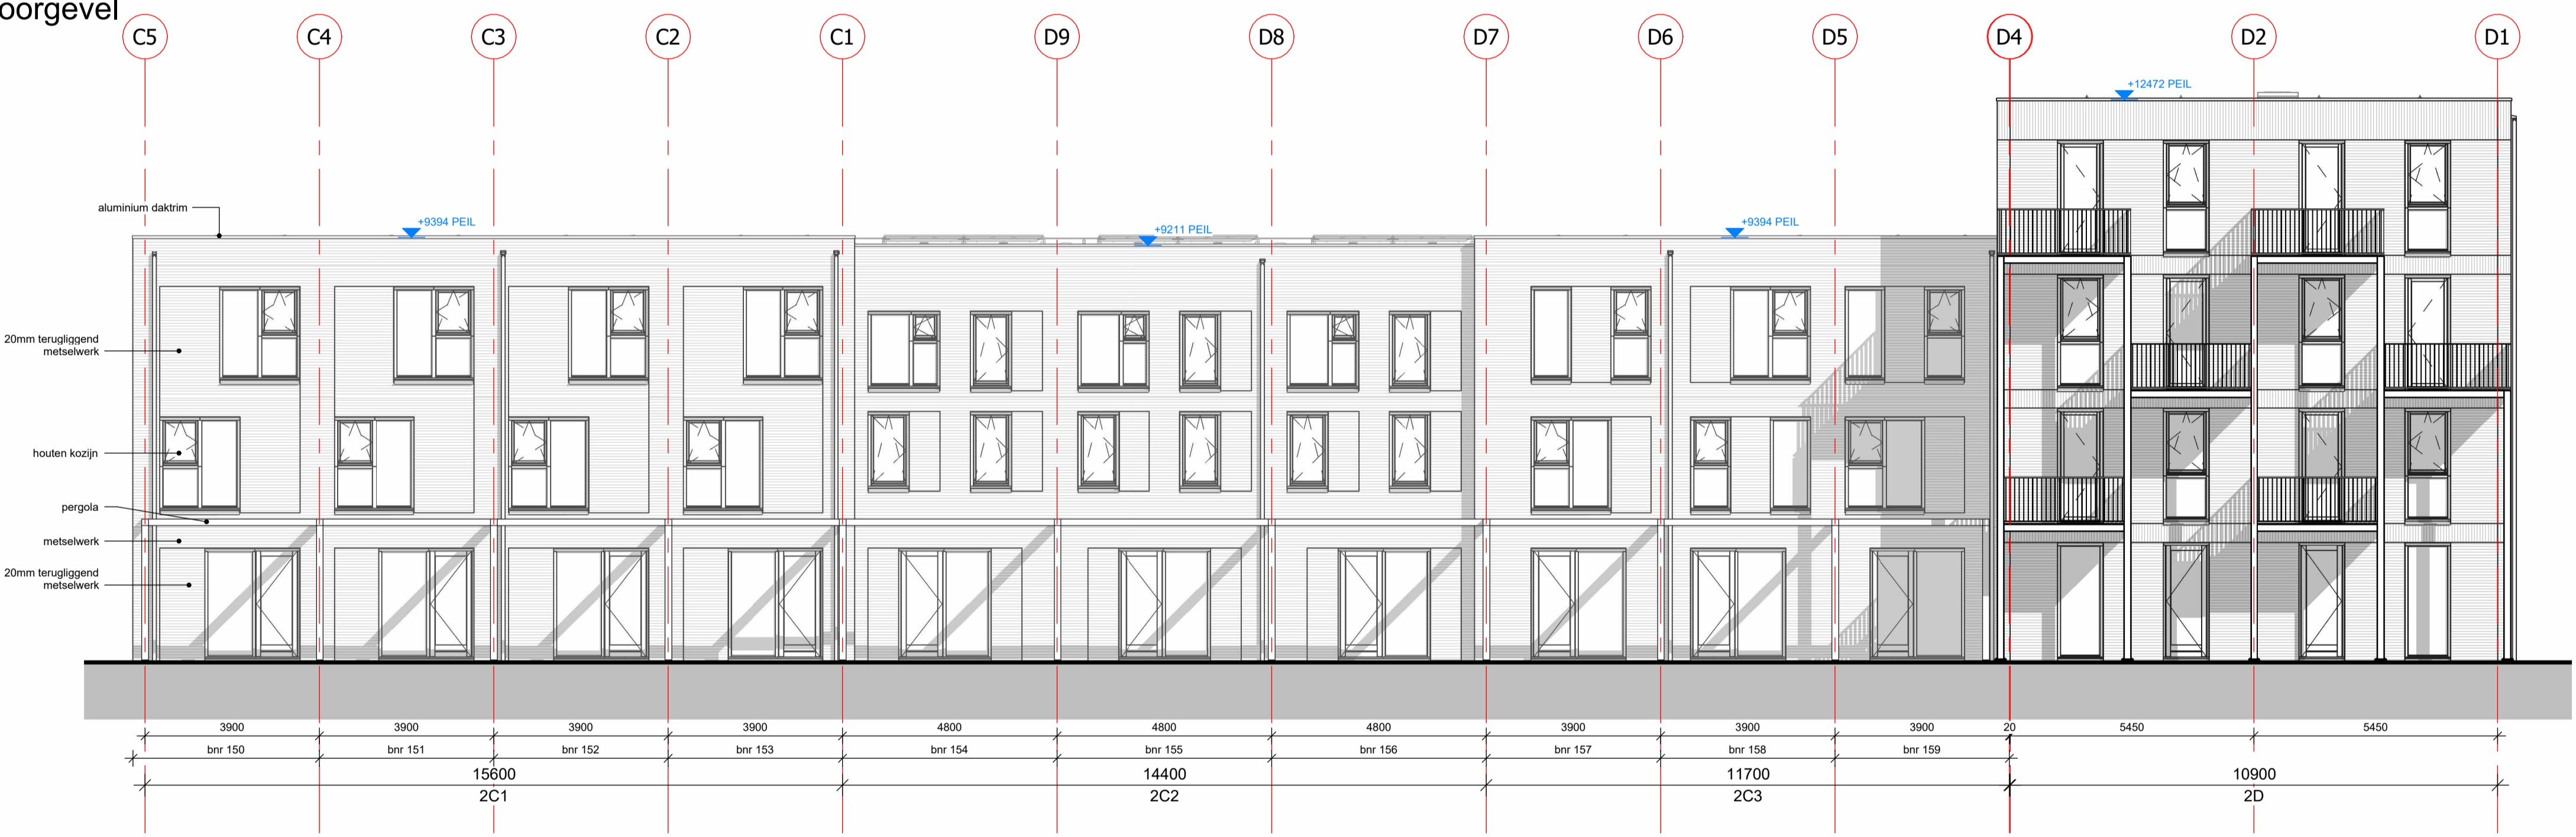 oorgevel
C5 C4 C3 C2 C1 D9 D8 D7 D6 D5 D4 D2 D1
+12472 PEIL
+9394 PEIL
+9211 PEIL
+9394 PEIL
aluminium daktrim
20mm terugliggend
metselwerk
houten kozijn
pergola
metselwerk
20mm terugliggend
metselwerk
3900 3900 3900 3900 4800 4800 4800 3900 3900 3900 20 5450 5450
bnr 150 bnr 151 bnr 152 bnr 153 bnr 154 bnr 155 bnr 156 bnr 157 bnr 158 bnr 159
15600 14400 11700 10900
2C1 2C2 2C3 2D